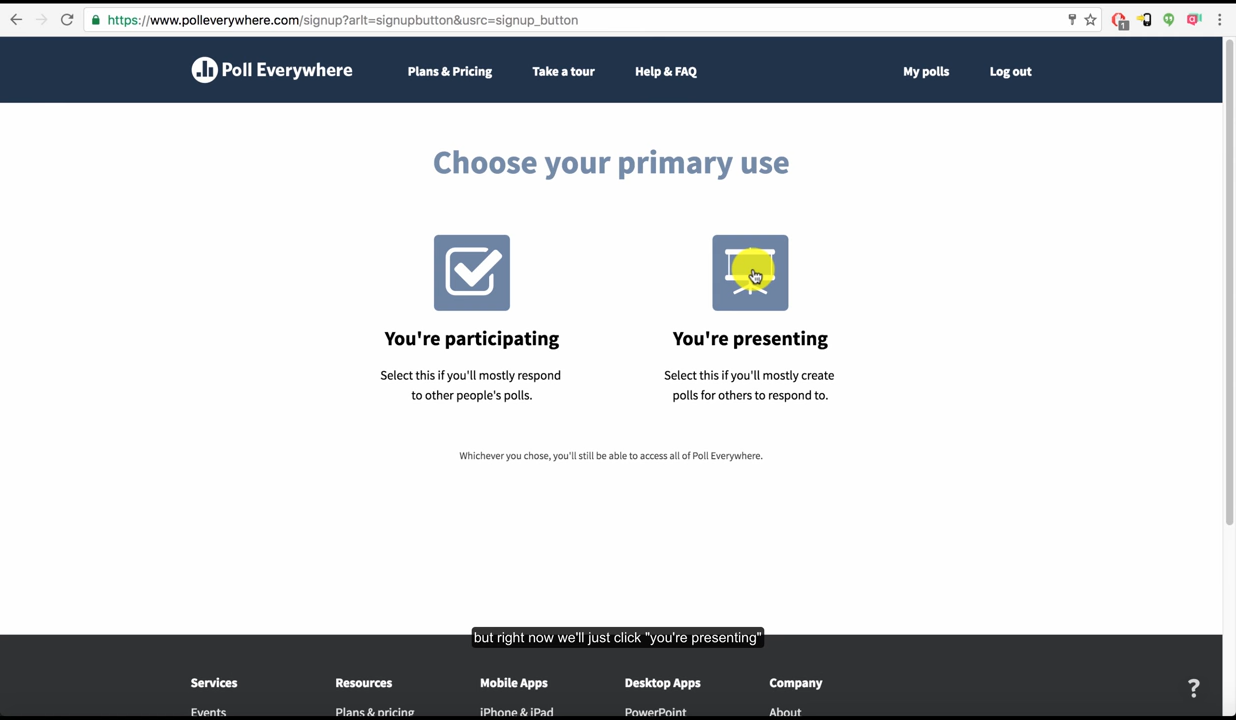 https://www.polleverywhere.com/signup?arlt=signupbutton&usrc=signup_button
1
Poll Everywhere
Plans & Pricing
Take a tour
Help & FAQ
My polls
Log out
Choose your primary use
You're participating
Select this if you'll mostly respond
to other people's polls.
You're presenting
Select this if you'll mostly create
polls for others to respond to.
Whichever you chose, you'll still be able to access all of Poll Everywhere.
but right now we'll just click "you're presenting"
Services
Resources
Mobile Apps
Desktop Apps
Company
?
Events
Plans & pricing
iPhone & iPad
PowerPoint
About